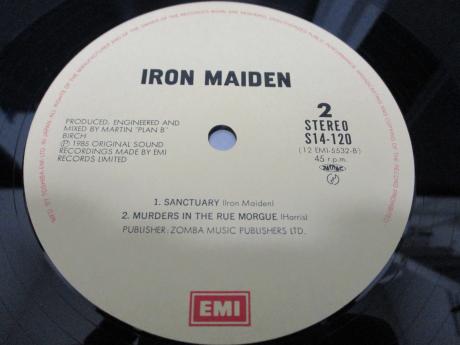 IRON MAIDEN
PRODUCED, ENGINEERED AND
MIXED BY MARTIN "PLAN B"
BIRCH
Ⓟ 1985 ORIGINAL SOUND
RECORDINGS MADE BY EMI
RECORDS LIMITED
2
STEREO
S14-120
(12 EMI-5532-B)
45 r.p.m.
1. SANCTUARY (Iron Maiden)
2. MURDERS IN THE RUE MORGUE (Harris)
PUBLISHER: ZOMBA MUSIC PUBLISHERS LTD.
EMI